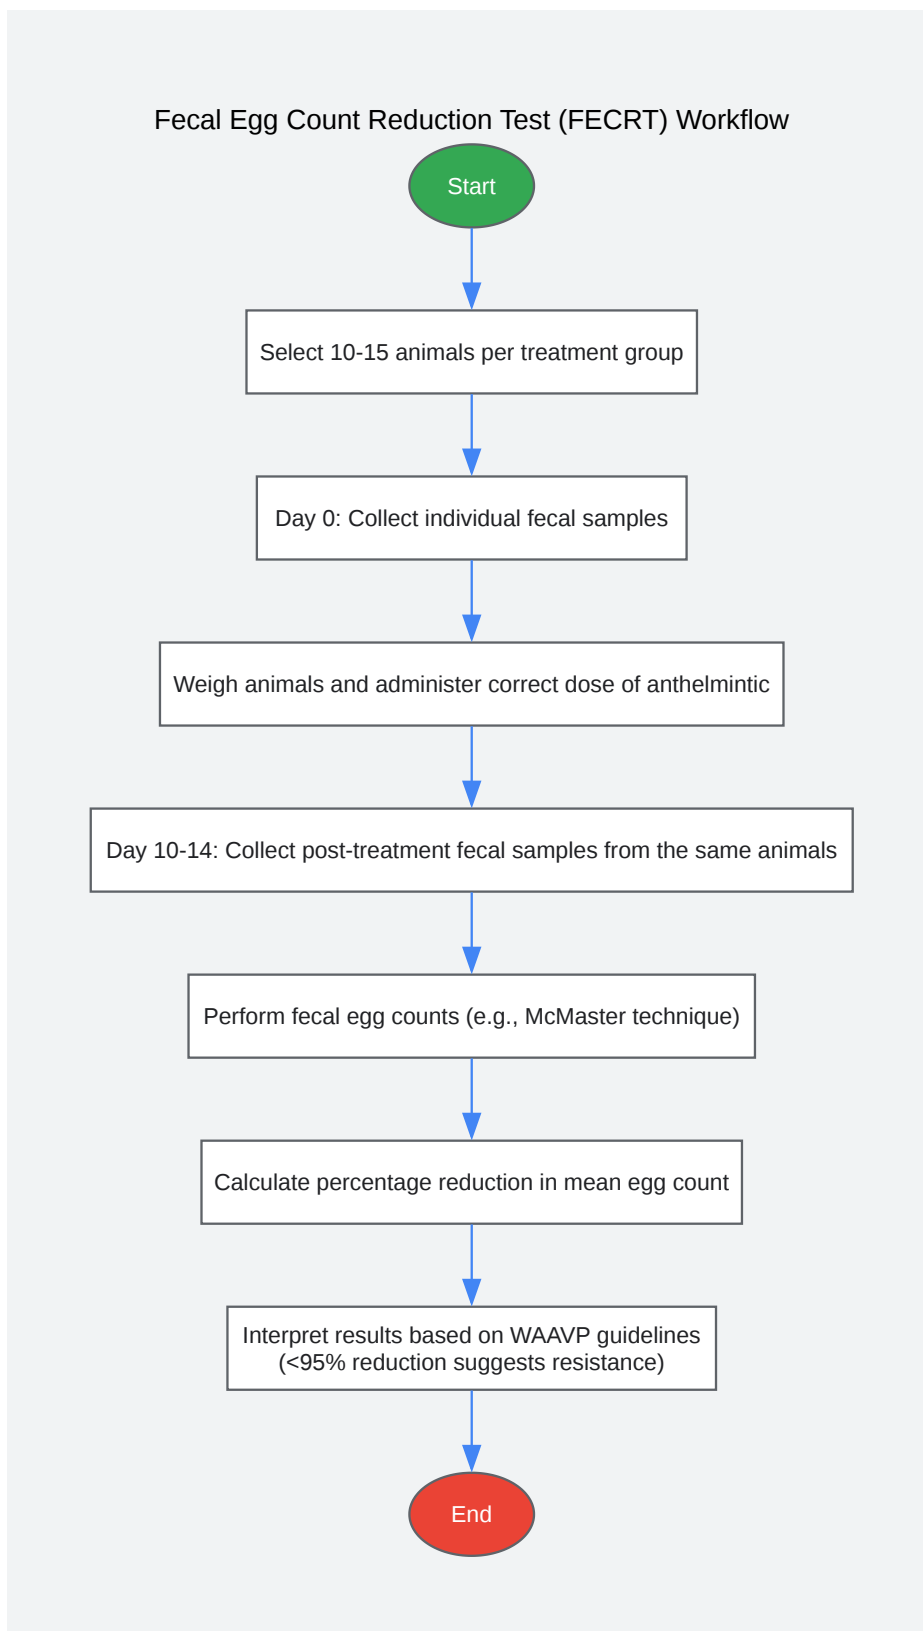 Fecal Egg Count Reduction Test (FECRT) Workflow
Start
Select 10-15 animals per treatment group
Day 0: Collect individual fecal samples
Weigh animals and administer correct dose of anthelmintic
Day 10-14: Collect post-treatment fecal samples from the same animals
Perform fecal egg counts (e.g., McMaster technique)
Calculate percentage reduction in mean egg count
Interpret results based on WAAVP guidelines
(<95% reduction suggests resistance)
End